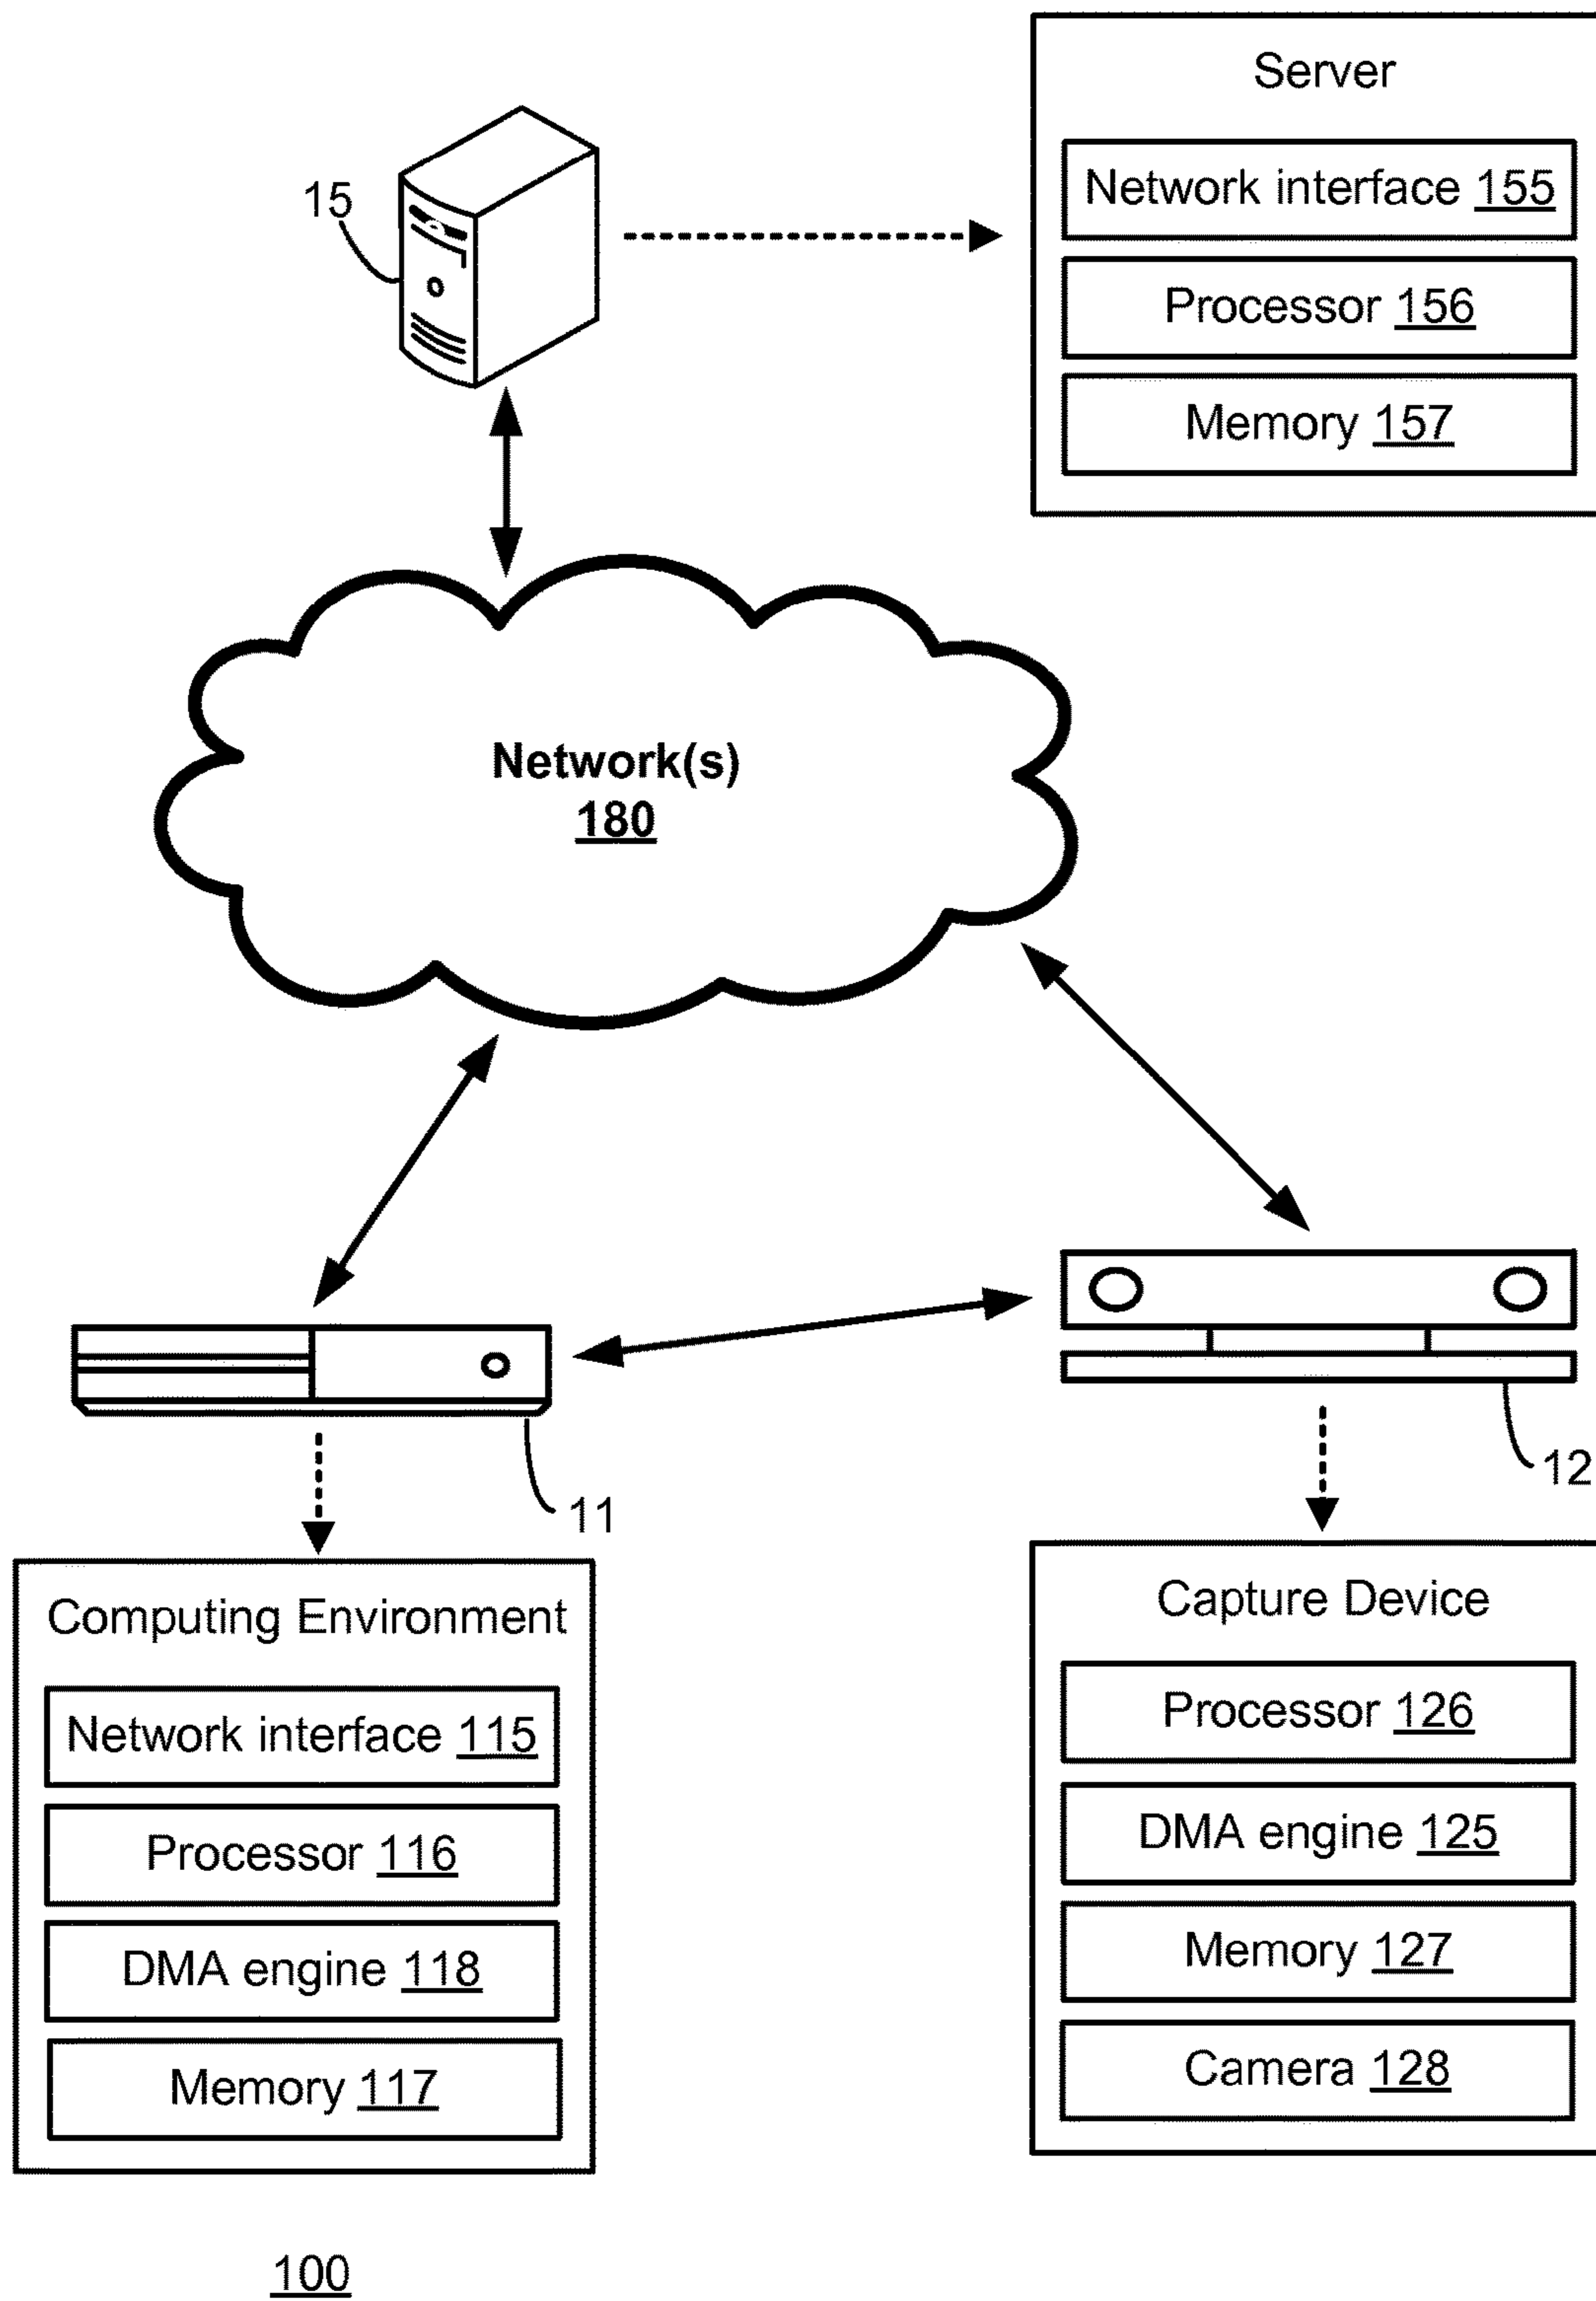 Server
Network interface 155
15
Processor 156
Memory 157
Network(s)
180
12
11
Computing Environment
Network interface 115
Processor 116
DMA engine 118
Memory 117
Capture Device
Processor 126
DMA engine 125
Memory 127
Camera 128
100